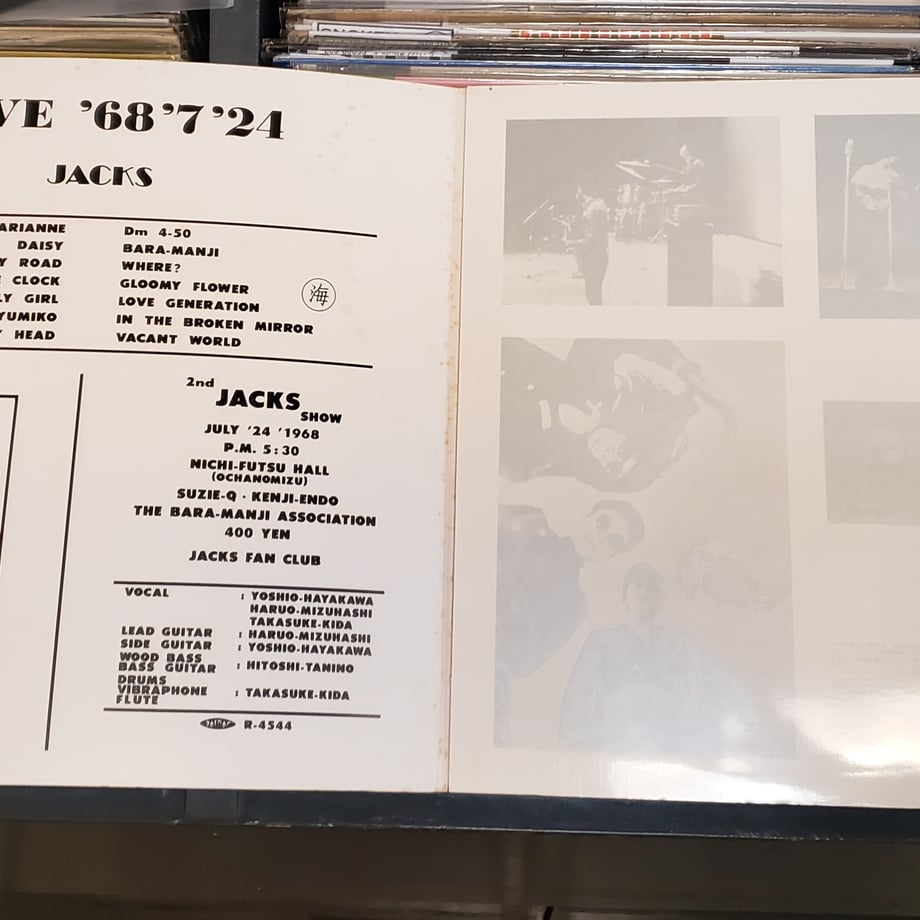 VE '68'7'24
JACKS
ARIANNE
DAISY
Y ROAD
E CLOCK
LY GIRL
YUMIKO
Y HEAD
Dm 4-50
BARA-MANJI
WHERE?
GLOOMY FLOWER
LOVE GENERATION
IN THE BROKEN MIRROR
VACANT WORLD
海
2nd
JACKS
SHOW
JULY '24 '1968
P.M. 5:30
NICHI-FUTSU HALL
(OCHANOMIZU)
SUZIE-Q · KENJI-ENDO
THE BARA-MANJI ASSOCIATION
400 YEN
JACKS FAN CLUB
VOCAL : YOSHIO-HAYAKAWA
HARUO-MIZUHASHI
TAKASUKE-KIDA
LEAD GUITAR : HARUO-MIZUHASHI
SIDE GUITAR : YOSHIO-HAYAKAWA
WOOD BASS
BASS GUITAR : HITOSHI-TANINO
DRUMS
VIBRAPHONE : TAKASUKE-KIDA
FLUTE
R-4544